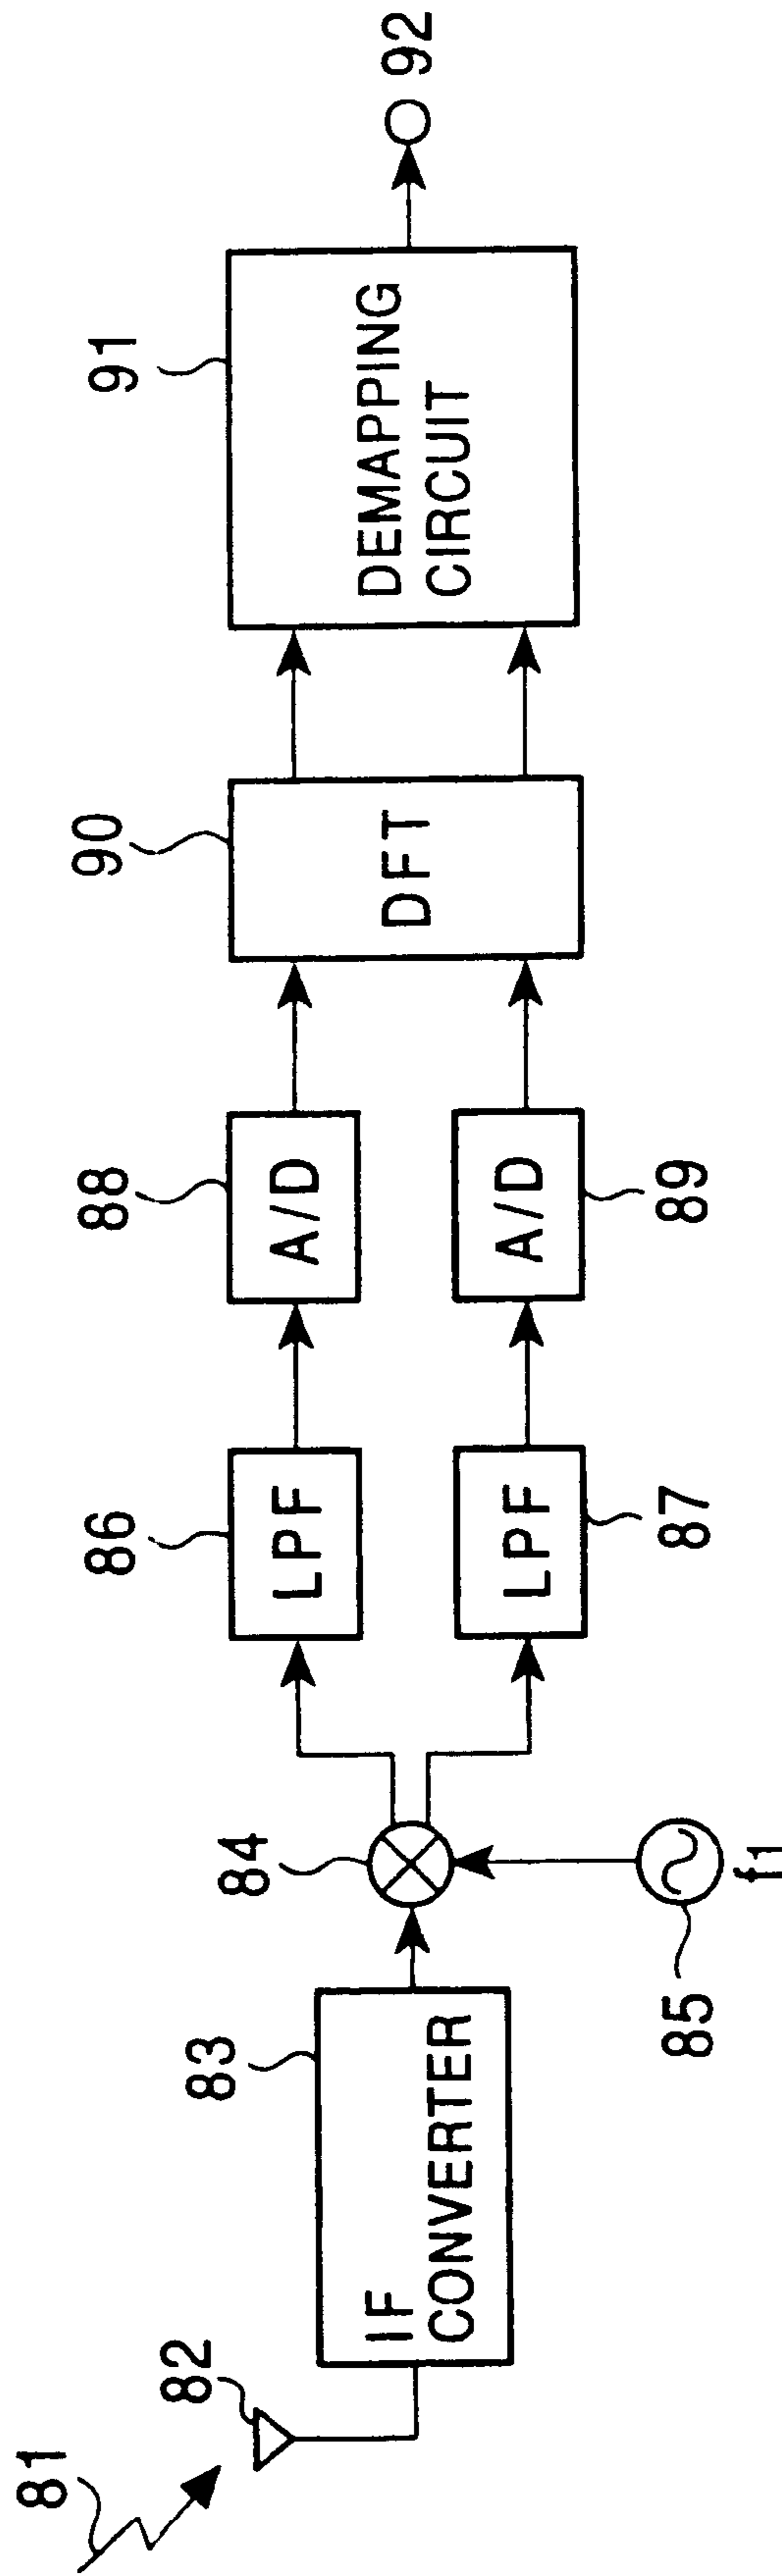 81
82
83
IF
CONVERTER
84
85
f1
86
LPF
87
LPF
88
A/D
89
A/D
90
DFT
91
DEMAPPING
CIRCUIT
92